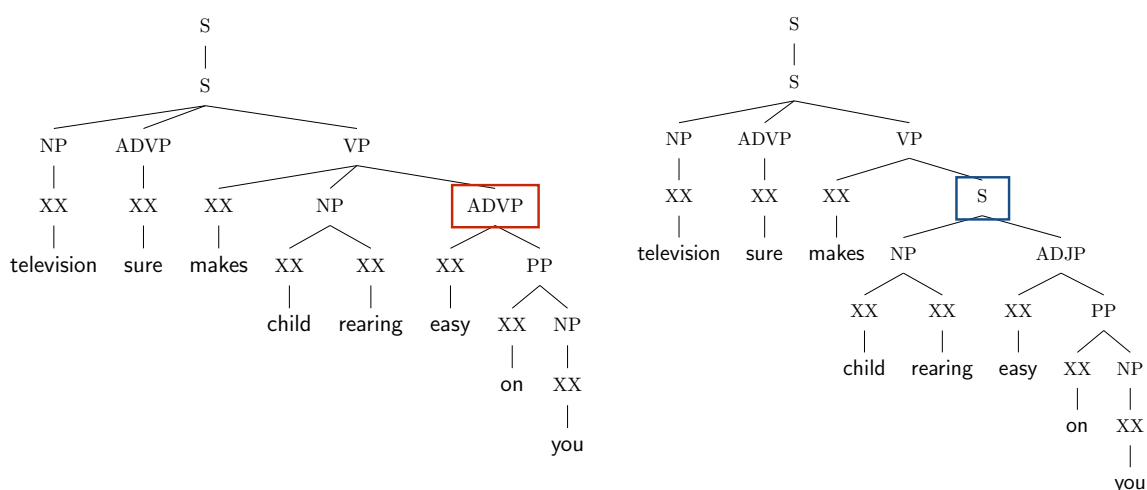 S
S
NP ADVP VP
XX XX XX NP ADVP
television sure makes XX XX XX PP
child rearing easy XX NP
on XX
you
S
S
NP ADVP VP
XX XX XX S
television sure makes NP ADJP
XX XX XX PP
child rearing easy XX NP
on XX
you